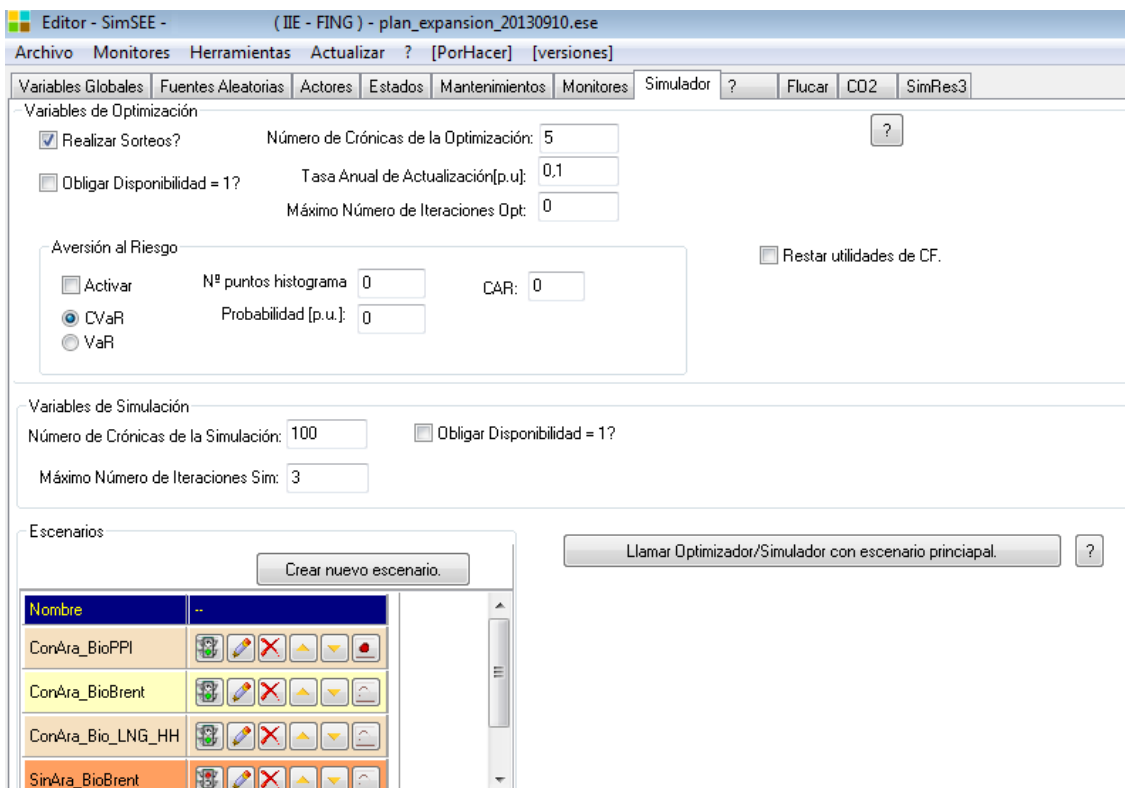 Editor - SimSEE - ( IIE - FING ) - plan_expansion_20130910.ese
Archivo Monitores Herramientas Actualizar ? [PorHacer] [versiones]
Variables Globales Fuentes Aleatorias Actores Estados Mantenimientos Monitores Simulador ? Flucar CO2 SimRes3
Variables de Optimización
Realizar Sorteos? Número de Crónicas de la Optimización: 5 ?
Obligar Disponibilidad = 1? Tasa Anual de Actualización[p.u]: 0,1
Máximo Número de Iteraciones Opt: 0
Aversión al Riesgo
Restar utilidades de CF.
Activar Nº puntos histograma 0 CAR: 0
CVaR Probabilidad [p.u.]: 0
VaR
Variables de Simulación
Número de Crónicas de la Simulación: 100 Obligar Disponibilidad = 1?
Máximo Número de Iteraciones Sim: 3
Escenarios
Llamar Optimizador/Simulador con escenario princiapal. ?
Crear nuevo escenario.
Nombre --
ConAra_BioPPI
ConAra_BioBrent
ConAra_Bio_LNG_HH
SinAra_BioBrent